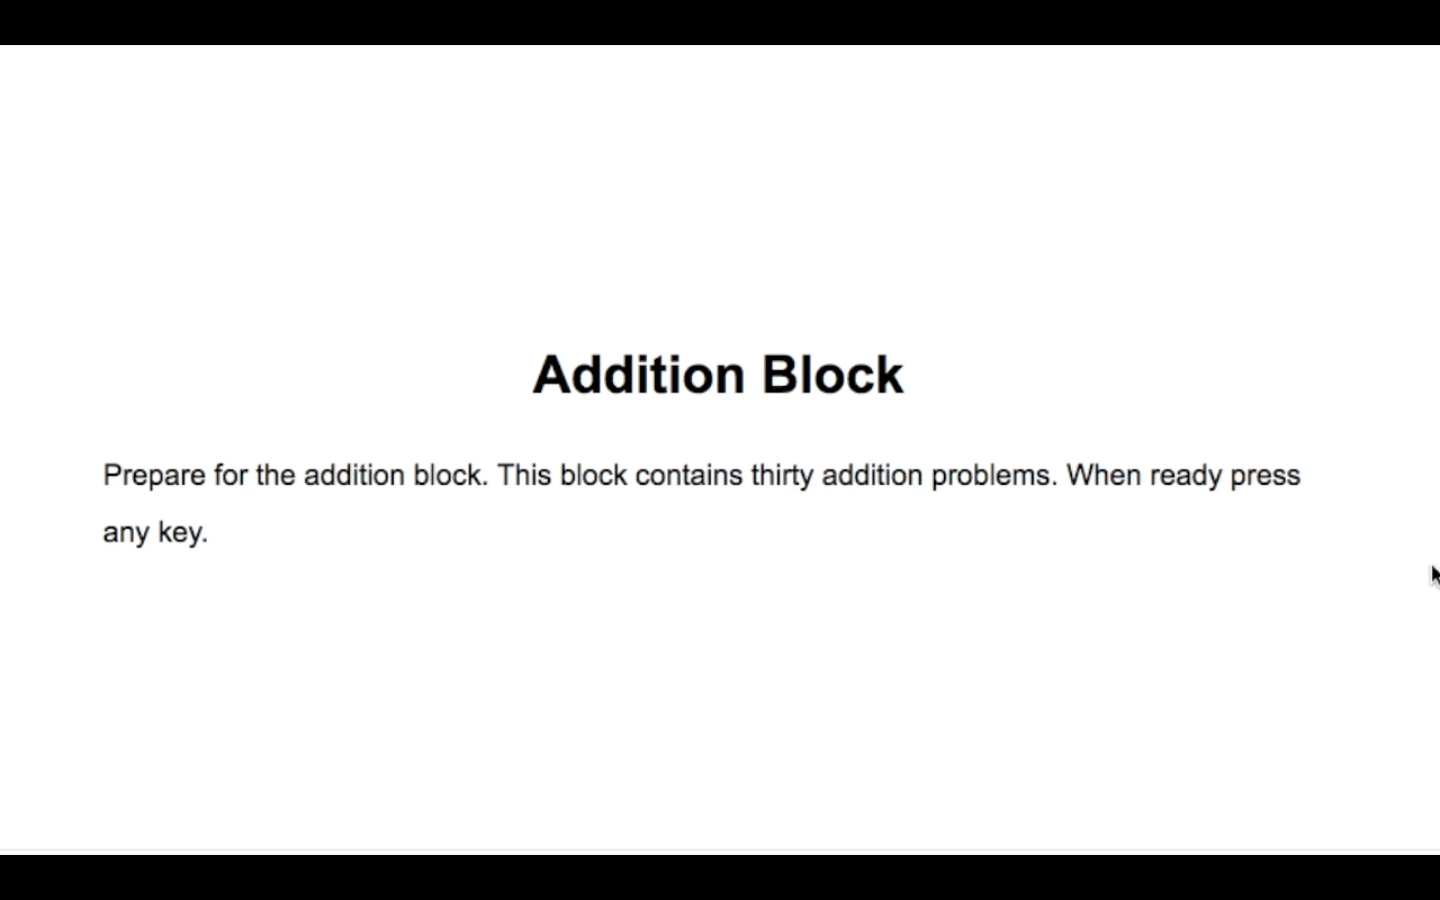 Addition Block
Prepare for the addition block. This block contains thirty addition problems. When ready press
any key.